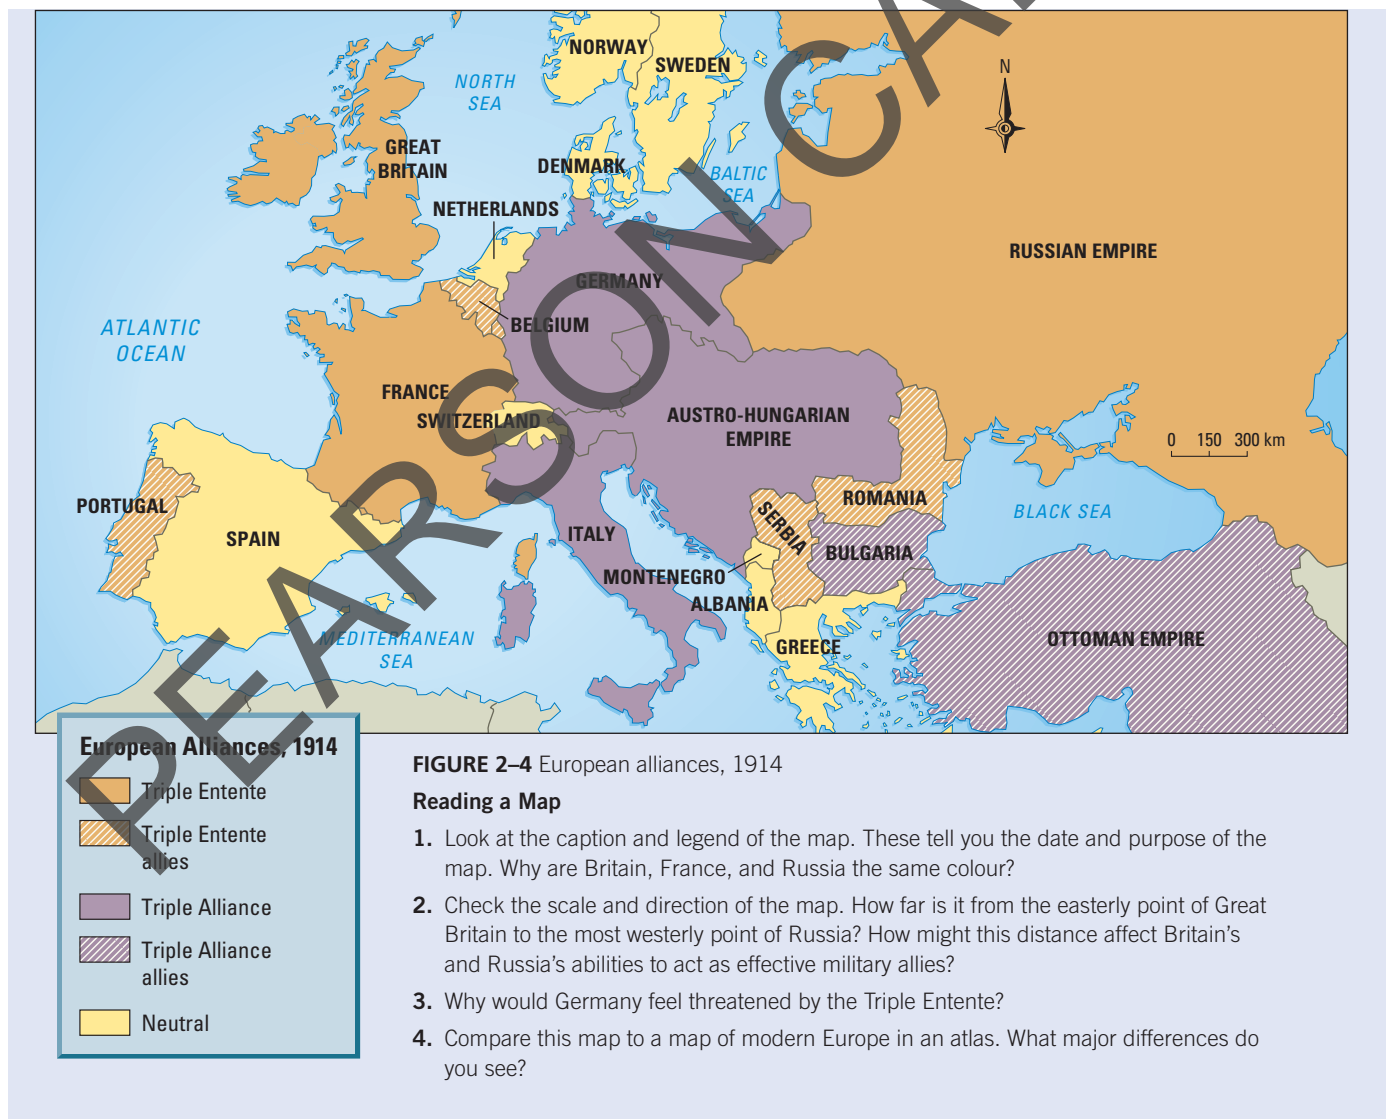 NORWAY
SWEDEN
NORTH
SEA
N
GREAT
BRITAIN
DENMARK
BALTIC
SEA
NETHERLANDS
RUSSIAN EMPIRE
GERMANY
BELGIUM
ATLANTIC
OCEAN
FRANCE
SWITZERLAND
AUSTRO-HUNGARIAN
EMPIRE
0 150 300 km
PORTUGAL
SPAIN
ROMANIA
SERBIA
BLACK SEA
ITALY
BULGARIA
MONTENEGRO
ALBANIA
MEDITERRANEAN
SEA
GREECE
OTTOMAN EMPIRE
PEARSON CA
European Alliances, 1914
Triple Entente
Triple Entente
allies
Triple Alliance
Triple Alliance
allies
Neutral
FIGURE 2–4 European alliances, 1914
Reading a Map
1. Look at the caption and legend of the map. These tell you the date and purpose of the
map. Why are Britain, France, and Russia the same colour?
2. Check the scale and direction of the map. How far is it from the easterly point of Great
Britain to the most westerly point of Russia? How might this distance affect Britain's
and Russia's abilities to act as effective military allies?
3. Why would Germany feel threatened by the Triple Entente?
4. Compare this map to a map of modern Europe in an atlas. What major differences do
you see?